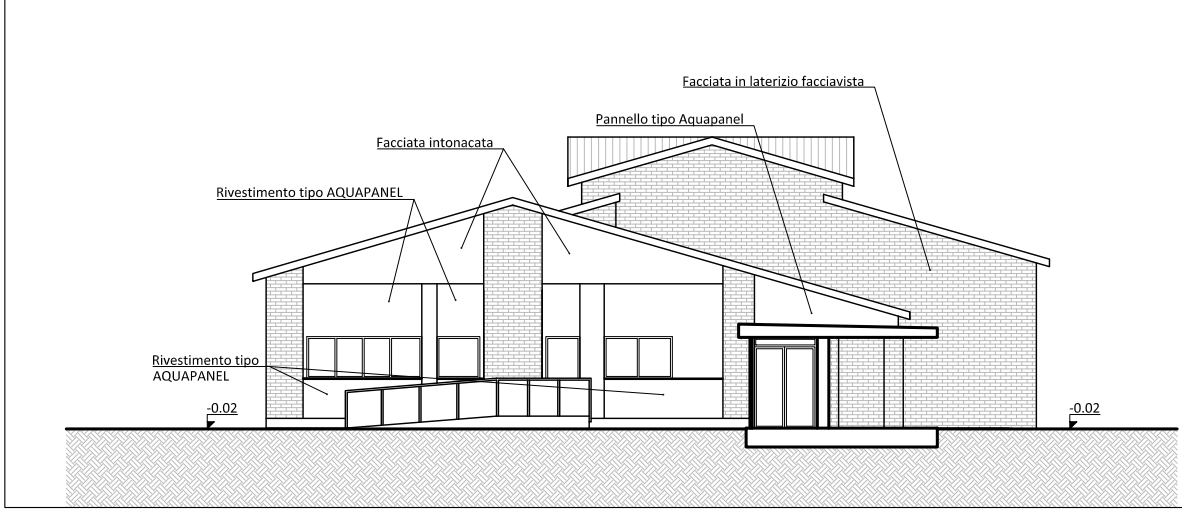 Facciata in laterizio facciavista
Pannello tipo Aquapanel
Facciata intonacata
Rivestimento tipo AQUAPANEL
Rivestimento tipo
AQUAPANEL
-0.02
-0.02